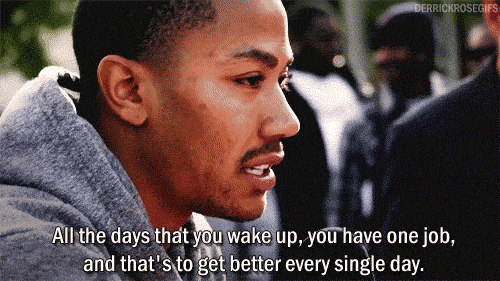 DERRICKROSEGIFS
All the days that you wake up, you have one job,
and that's to get better every single day.